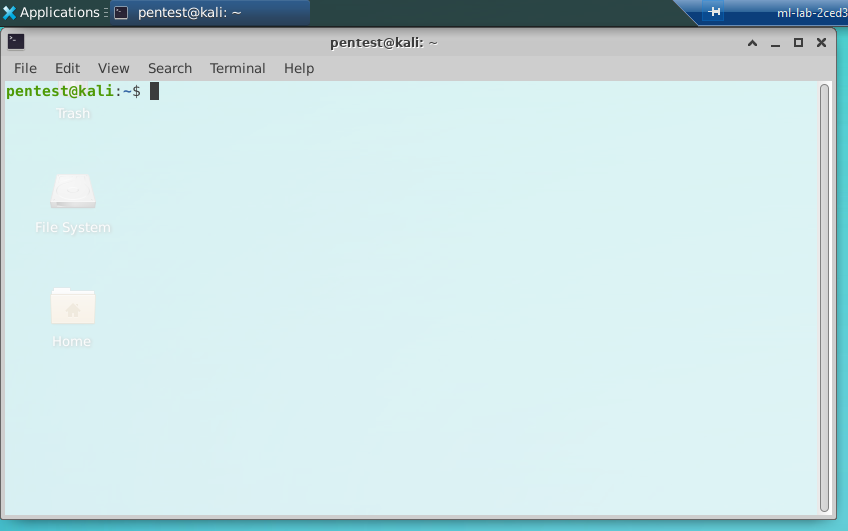 Applications
pentest@kali: ~
ml-lab-2ced3
pentest@kali: ~
File Edit View Search Terminal Help
pentest@kali:~$
Trash
File System
Home